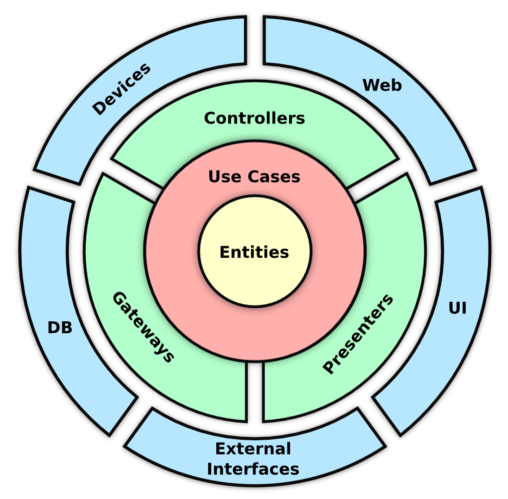 Devices
Web
Controllers
Use Cases
Entities
Gateways
Presenters
DB
UI
External
Interfaces